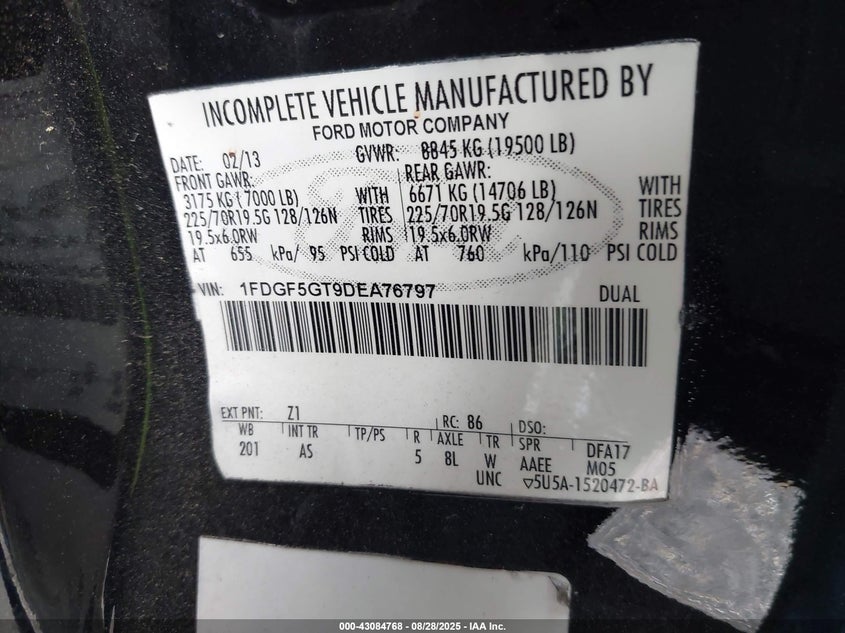 INCOMPLETE VEHICLE MANUFACTURED BY
FORD MOTOR COMPANY
DATE: 02/13 GVWR: 8845 KG (19500 LB)
FRONT GAWR: REAR GAWR:
3175 KG (7000 LB) WITH 6671 KG (14706 LB) WITH
225/70R19.5G 128/126N TIRES 225/70R19.5G 128/126N TIRES
19.5x6.0RW RIMS 19.5x6.0RW RIMS
AT 655 kPa/ 95 PSI COLD AT 760 kPa/110 PSI COLD
VIN: 1FDGF5GT9DEA76797 DUAL
EXT PNT: Z1 RC: 86 DSO:
WB INT TR TP/PS R AXLE TR SPR DFA17
201 AS 5 8L W AAEE M05
UNC ▽5U5A-1520472-BA
000-43084768 - 08/28/2025 - IAA Inc.